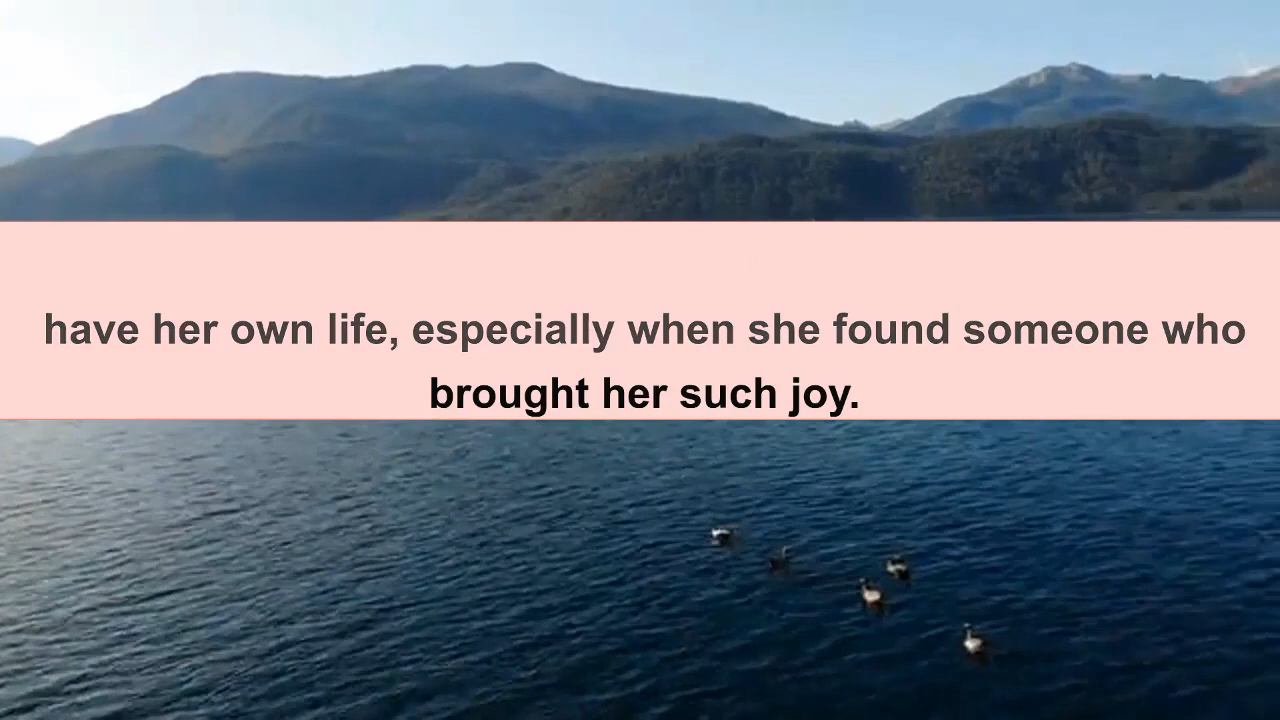 have her own life, especially when she found someone who
brought her such joy.